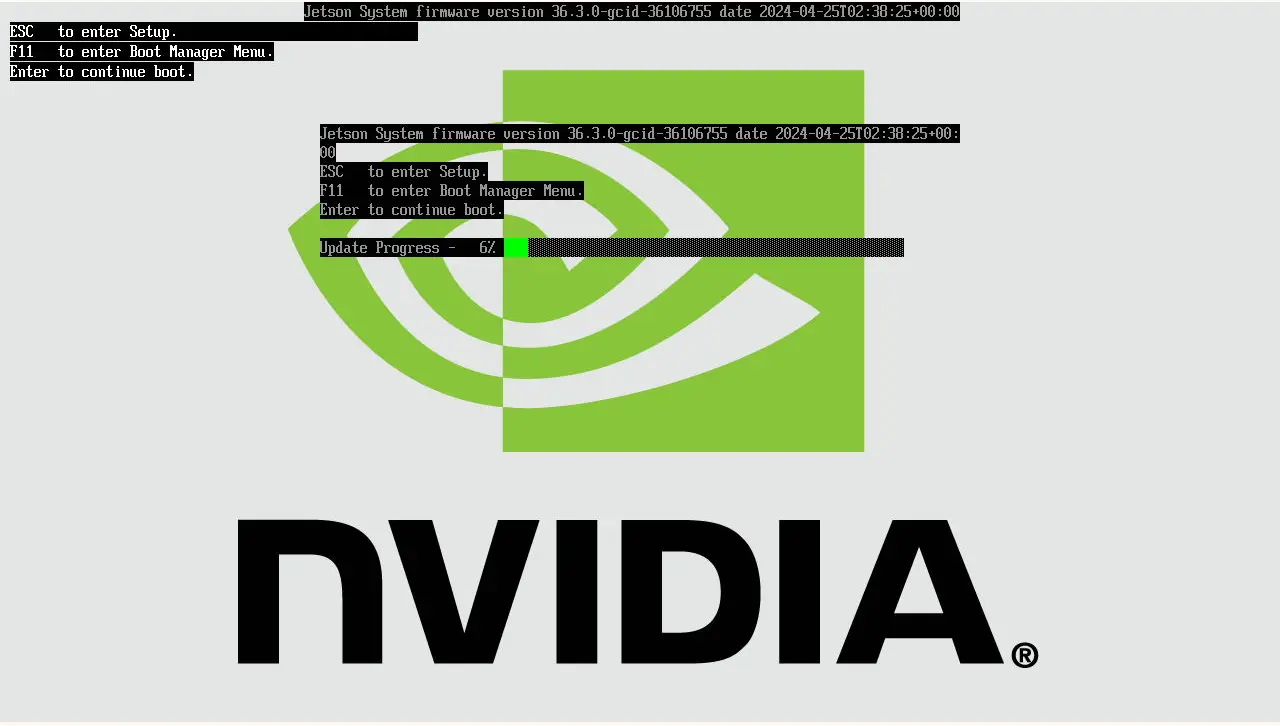 Jetson System firmware version 36.3.0-gcid-36106755 date 2024-04-25T02:38:25+00:00
ESC   to enter Setup.
F11   to enter Boot Manager Menu.
Enter to continue boot.
Jetson System firmware version 36.3.0-gcid-36106755 date 2024-04-25T02:38:25+00:
00
ESC   to enter Setup.
F11   to enter Boot Manager Menu.
Enter to continue boot.
Update Progress -   6%
NVIDIA®